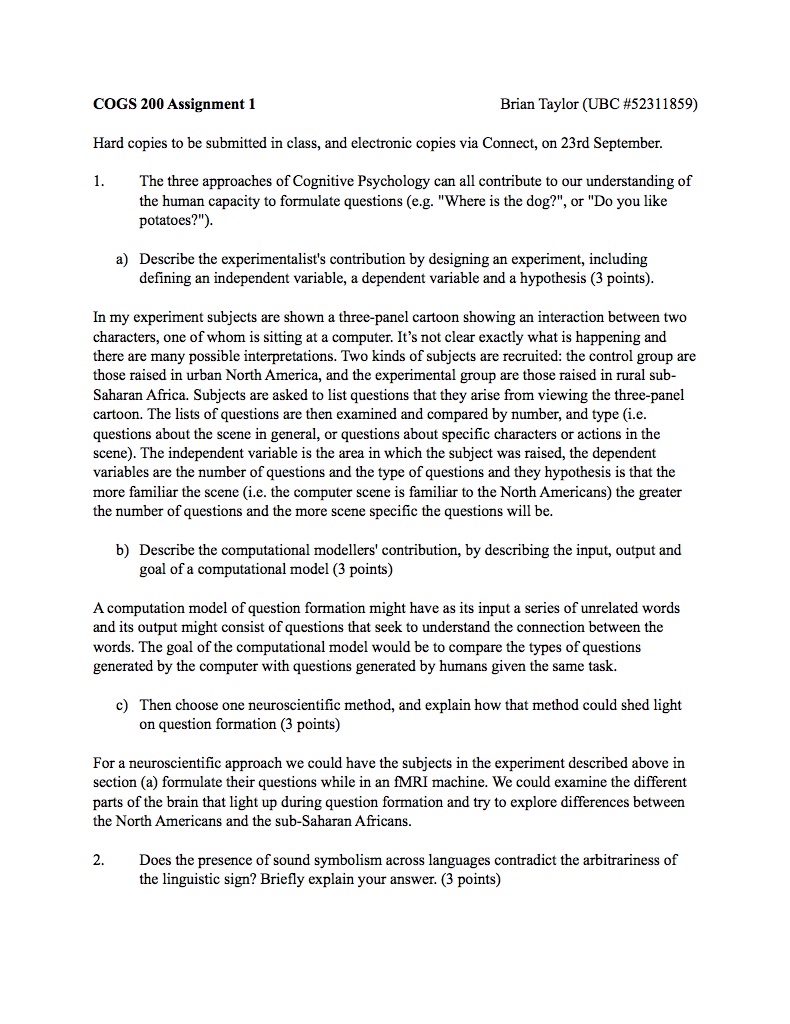 COGS 200 Assignment 1 Brian Taylor (UBC #52311859)
Hard copies to be submitted in class, and electronic copies via Connect, on 23rd September.
1. The three approaches of Cognitive Psychology can all contribute to our understanding of
the human capacity to formulate questions (e.g. "Where is the dog?", or "Do you like
potatoes?").
a) Describe the experimentalist's contribution by designing an experiment, including
defining an independent variable, a dependent variable and a hypothesis (3 points).
In my experiment subjects are shown a three-panel cartoon showing an interaction between two
characters, one of whom is sitting at a computer. It’s not clear exactly what is happening and
there are many possible interpretations. Two kinds of subjects are recruited: the control group are
those raised in urban North America, and the experimental group are those raised in rural sub-
Saharan Africa. Subjects are asked to list questions that they arise from viewing the three-panel
cartoon. The lists of questions are then examined and compared by number, and type (i.e.
questions about the scene in general, or questions about specific characters or actions in the
scene). The independent variable is the area in which the subject was raised, the dependent
variables are the number of questions and the type of questions and they hypothesis is that the
more familiar the scene (i.e. the computer scene is familiar to the North Americans) the greater
the number of questions and the more scene specific the questions will be.
b) Describe the computational modellers' contribution, by describing the input, output and
goal of a computational model (3 points)
A computation model of question formation might have as its input a series of unrelated words
and its output might consist of questions that seek to understand the connection between the
words. The goal of the computational model would be to compare the types of questions
generated by the computer with questions generated by humans given the same task.
c) Then choose one neuroscientific method, and explain how that method could shed light
on question formation (3 points)
For a neuroscientific approach we could have the subjects in the experiment described above in
section (a) formulate their questions while in an fMRI machine. We could examine the different
parts of the brain that light up during question formation and try to explore differences between
the North Americans and the sub-Saharan Africans.
2. Does the presence of sound symbolism across languages contradict the arbitrariness of
the linguistic sign? Briefly explain your answer. (3 points)